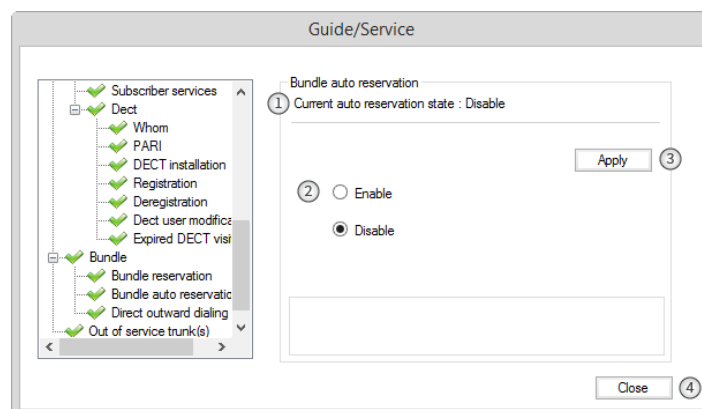 Guide/Service
Subscriber services
Dect
Whom
PARI
DECT installation
Registration
Deregistration
Dect user modifica
Expired DECT visi
Bundle
Bundle reservation
Bundle auto reservatic
Direct outward dialing
Out of service trunk(s)
Bundle auto reservation
1 Current auto reservation state : Disable
Apply 3
2 Enable
Disable
Close 4